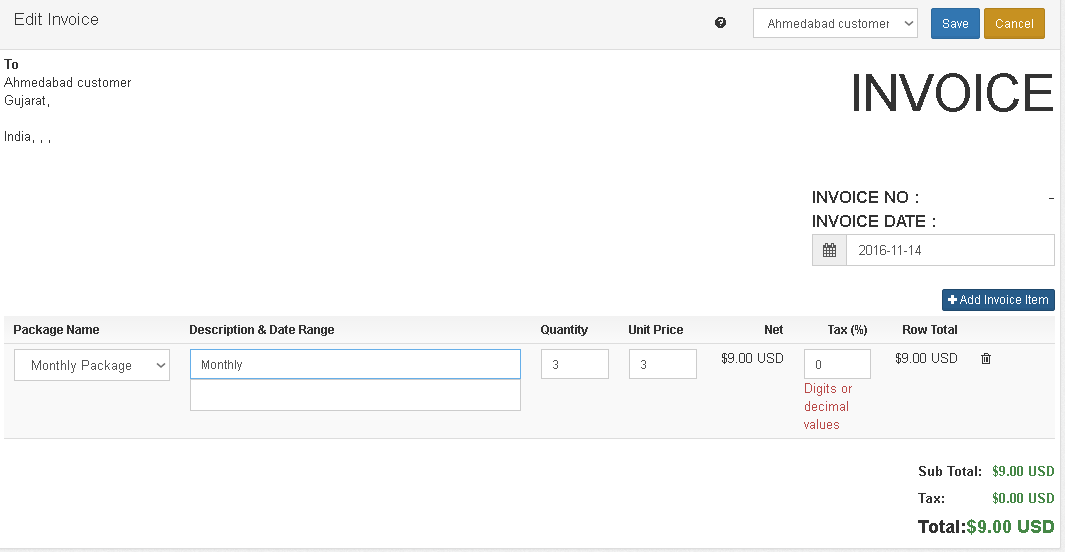 Edit Invoice
Ahmedabad customer
Save
Cancel
To
Ahmedabad customer
Gujarat,
India, , ,
INVOICE
INVOICE NO : -
INVOICE DATE :
2016-11-14
Add Invoice Item
Package Name Description & Date Range Quantity Unit Price Net Tax (%) Row Total
Monthly Package Monthly 3 3 $9.00 USD 0 $9.00 USD
Digits or
decimal
values
Sub Total: $9.00 USD
Tax: $0.00 USD
Total:$9.00 USD